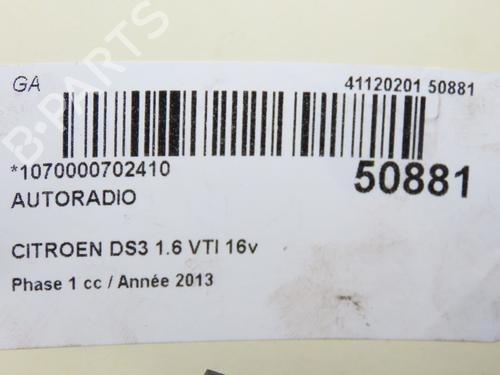 GA
41120201 50881
*1070000702410
50881
AUTORADIO
CITROEN DS3 1.6 VTI 16v
Phase 1 cc / Année 2013
B-PARTS